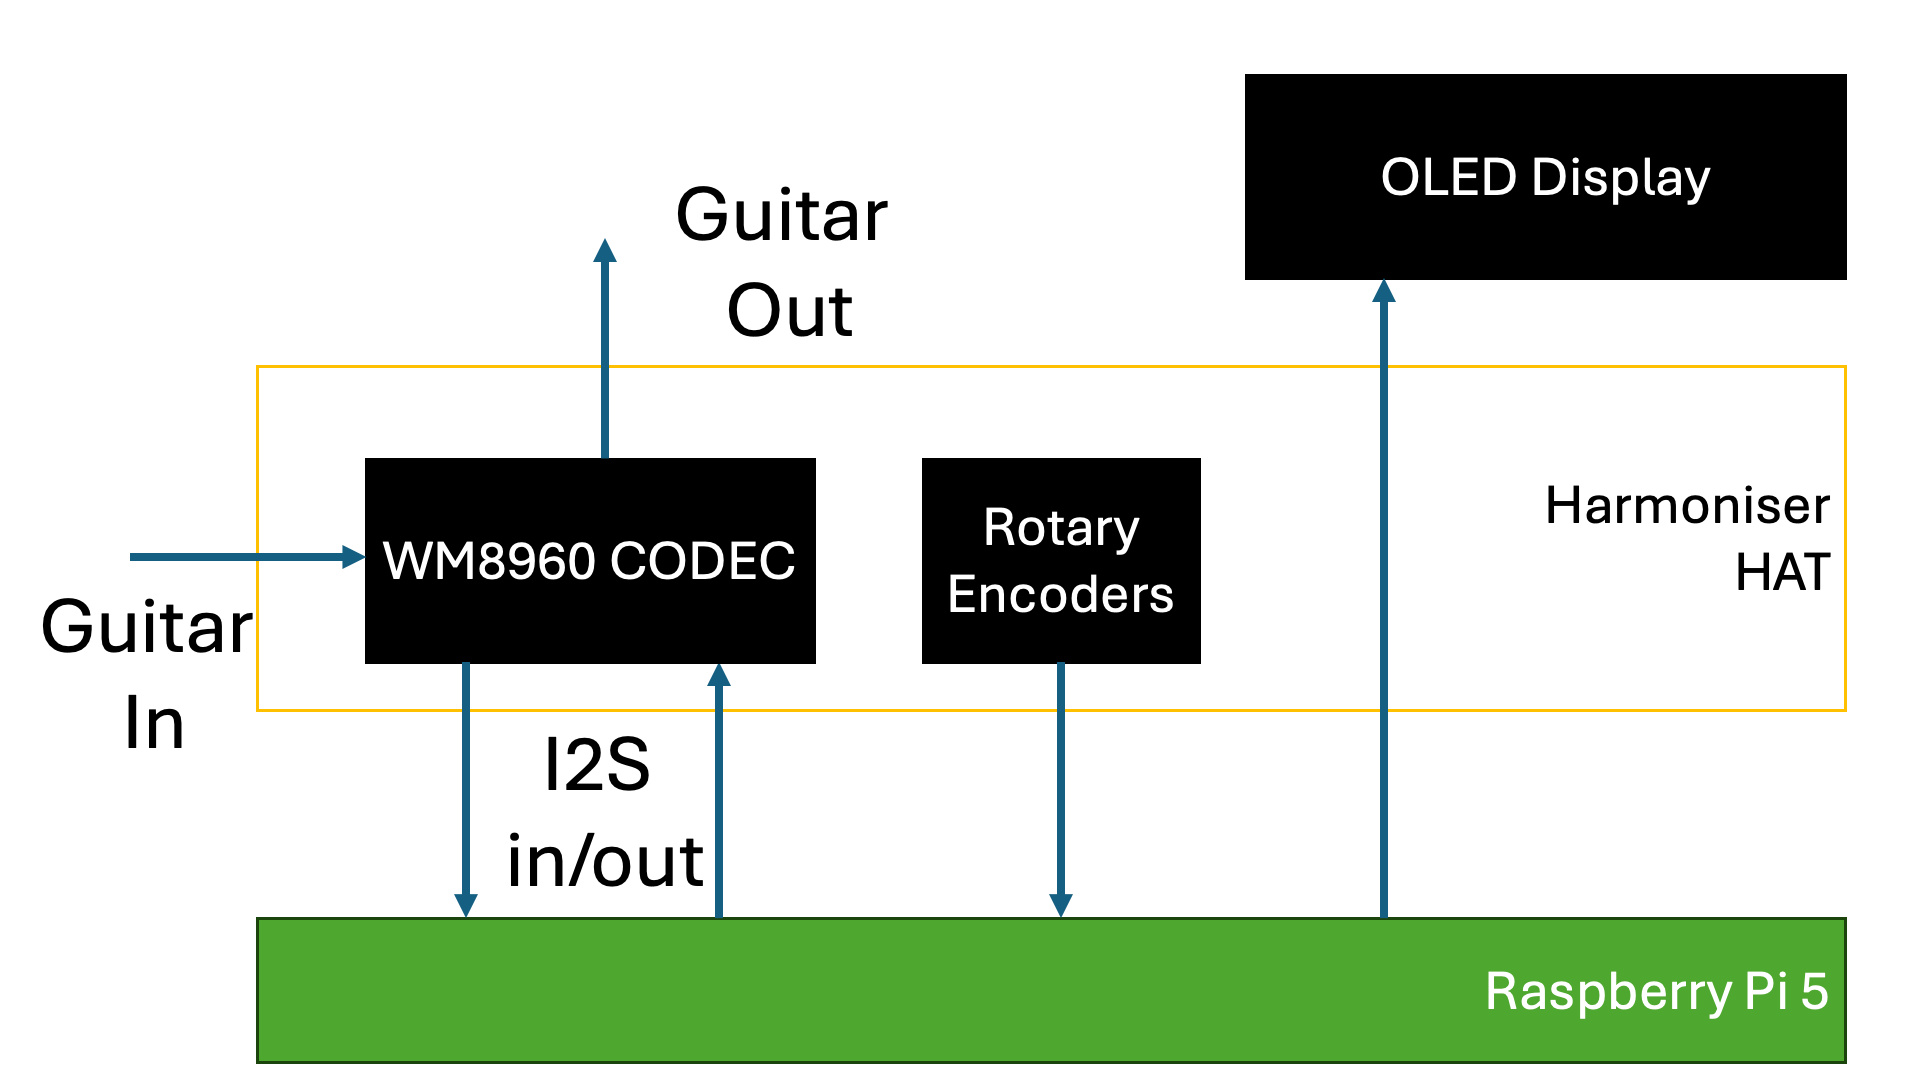 OLED Display
Guitar
Out
WM8960 CODEC
Rotary
Encoders
Harmoniser
HAT
Guitar
In
I2S
in/out
Raspberry Pi 5